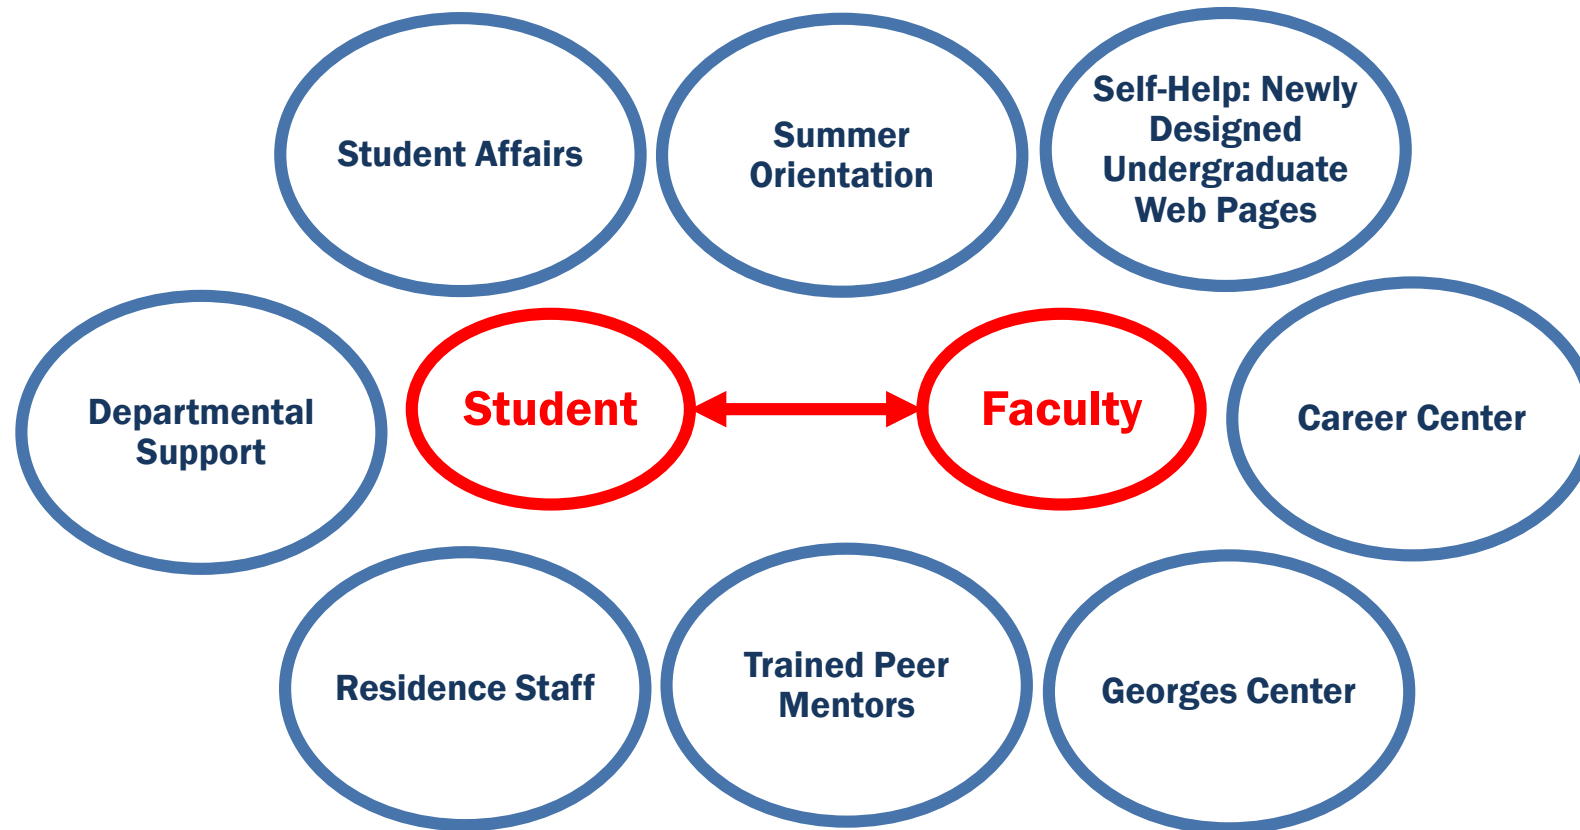 Student Affairs
Summer
Orientation
Self-Help: Newly
Designed
Undergraduate
Web Pages
Departmental
Support
Student
Faculty
Career Center
Residence Staff
Trained Peer
Mentors
Georges Center